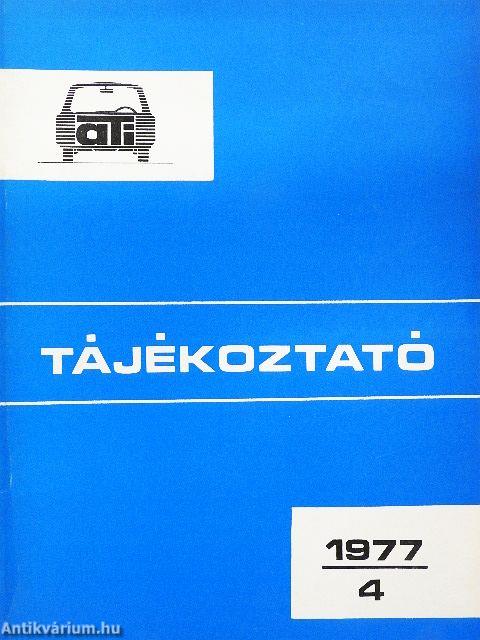 aTi
TÁJÉKOZTATÓ
1977
4
Antikvárium.hu